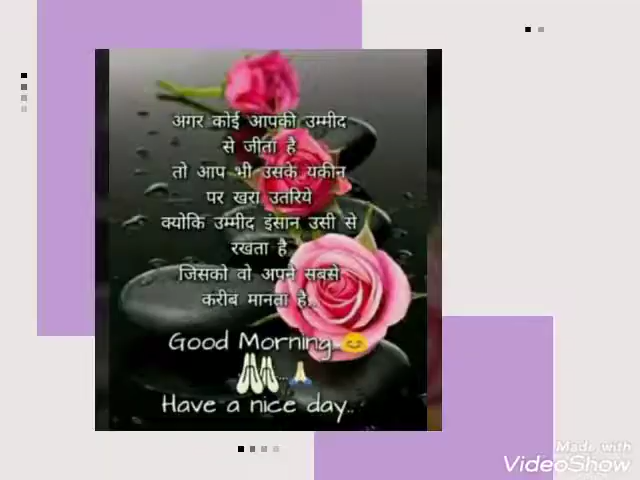 अगर कोई आपकी उम्मीद
से जीता है
तो आप भी उसके यकीन
पर खरा उतरिये
क्योकि उम्मीद इंसान उसी से
रखता है
जिसको वो अपने सबसे
करीब मानता है..
Good Morning 😊
...🙏🏻
Have a nice day..
Made with
VideoShow